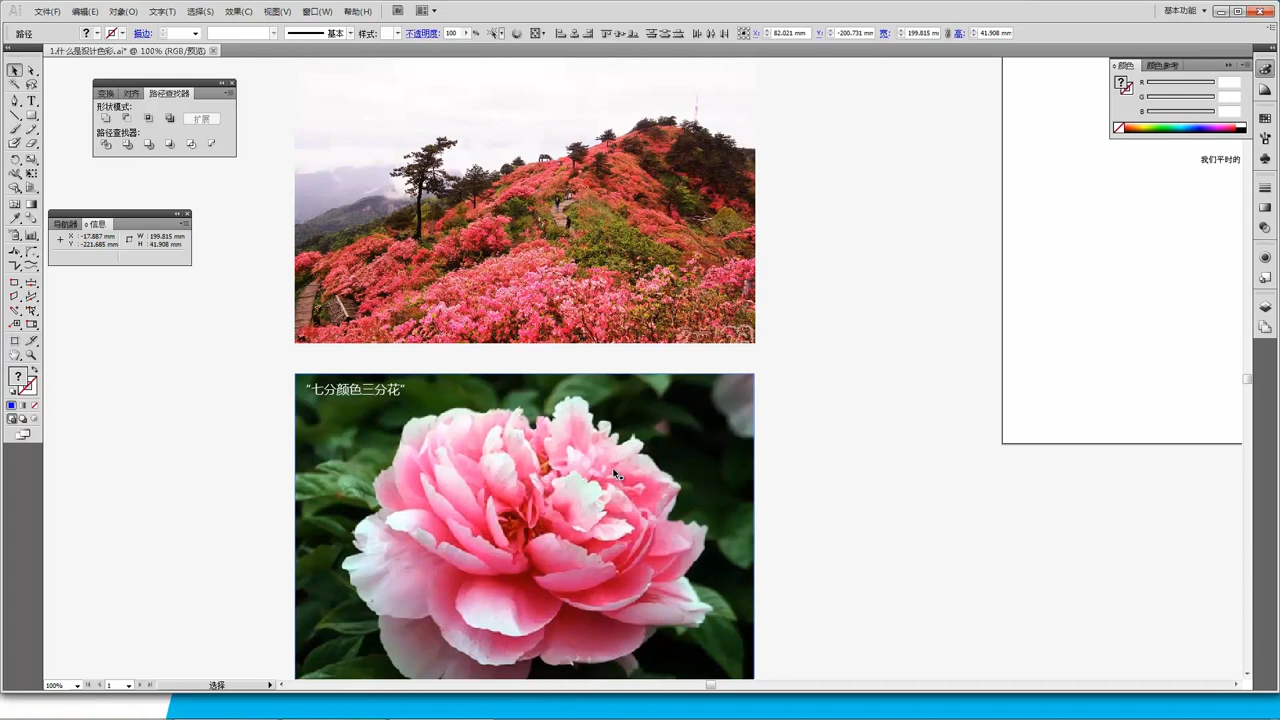 Ai 文件(F) 编辑(E) 对象(O) 文字(T) 选择(S) 效果(C) 视图(V) 窗口(W) 帮助(H) Br 基本功能
路径 ? 描边: 基本 样式: 不透明度: 100 % X: 82.021 mm Y: -200.731 mm 宽: 199.815 mm 高: 41.908 mm
1.什么是设计色彩.ai* @ 100% (RGB/预览)
变换 对齐 路径查找器
形状模式:
扩展
路径查找器:
导航器 信息
X : -17.887 mm W : 199.815 mm
Y : -221.685 mm H : 41.908 mm
颜色 颜色参考
R
G
B
我们平时的
"七分颜色三分花"
100% 1 选择